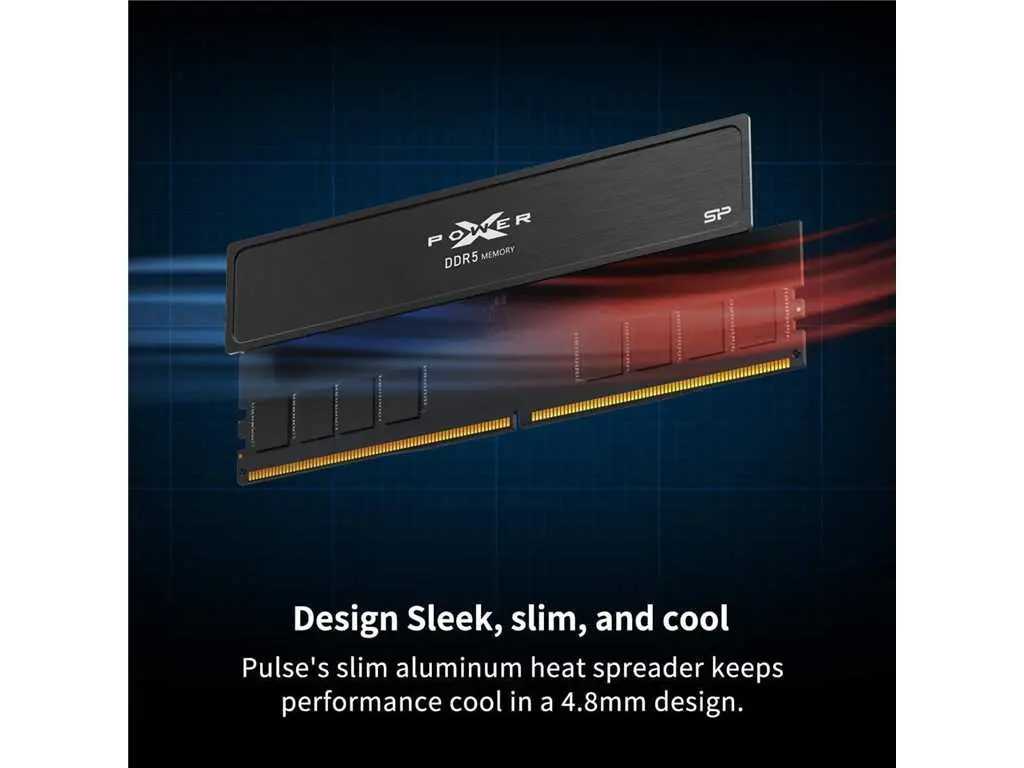 XPOWER
DDR5 MEMORY
SP
Design Sleek, slim, and cool
Pulse's slim aluminum heat spreader keeps
performance cool in a 4.8mm design.